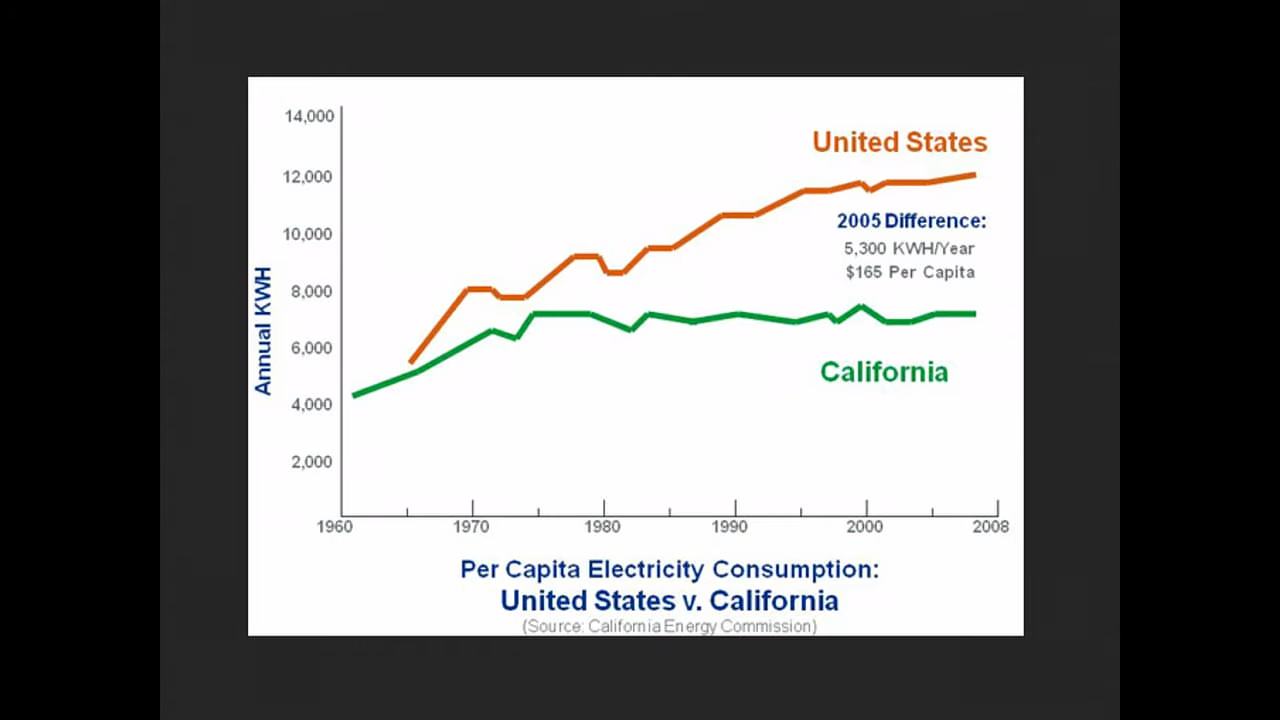 14,000
12,000
10,000
8,000
6,000
4,000
2,000
Annual KWH
United States
2005 Difference:
5,300 KWH/Year
$165 Per Capita
California
1960 1970 1980 1990 2000 2008
Per Capita Electricity Consumption:
United States v. California
(Source: California Energy Commission)